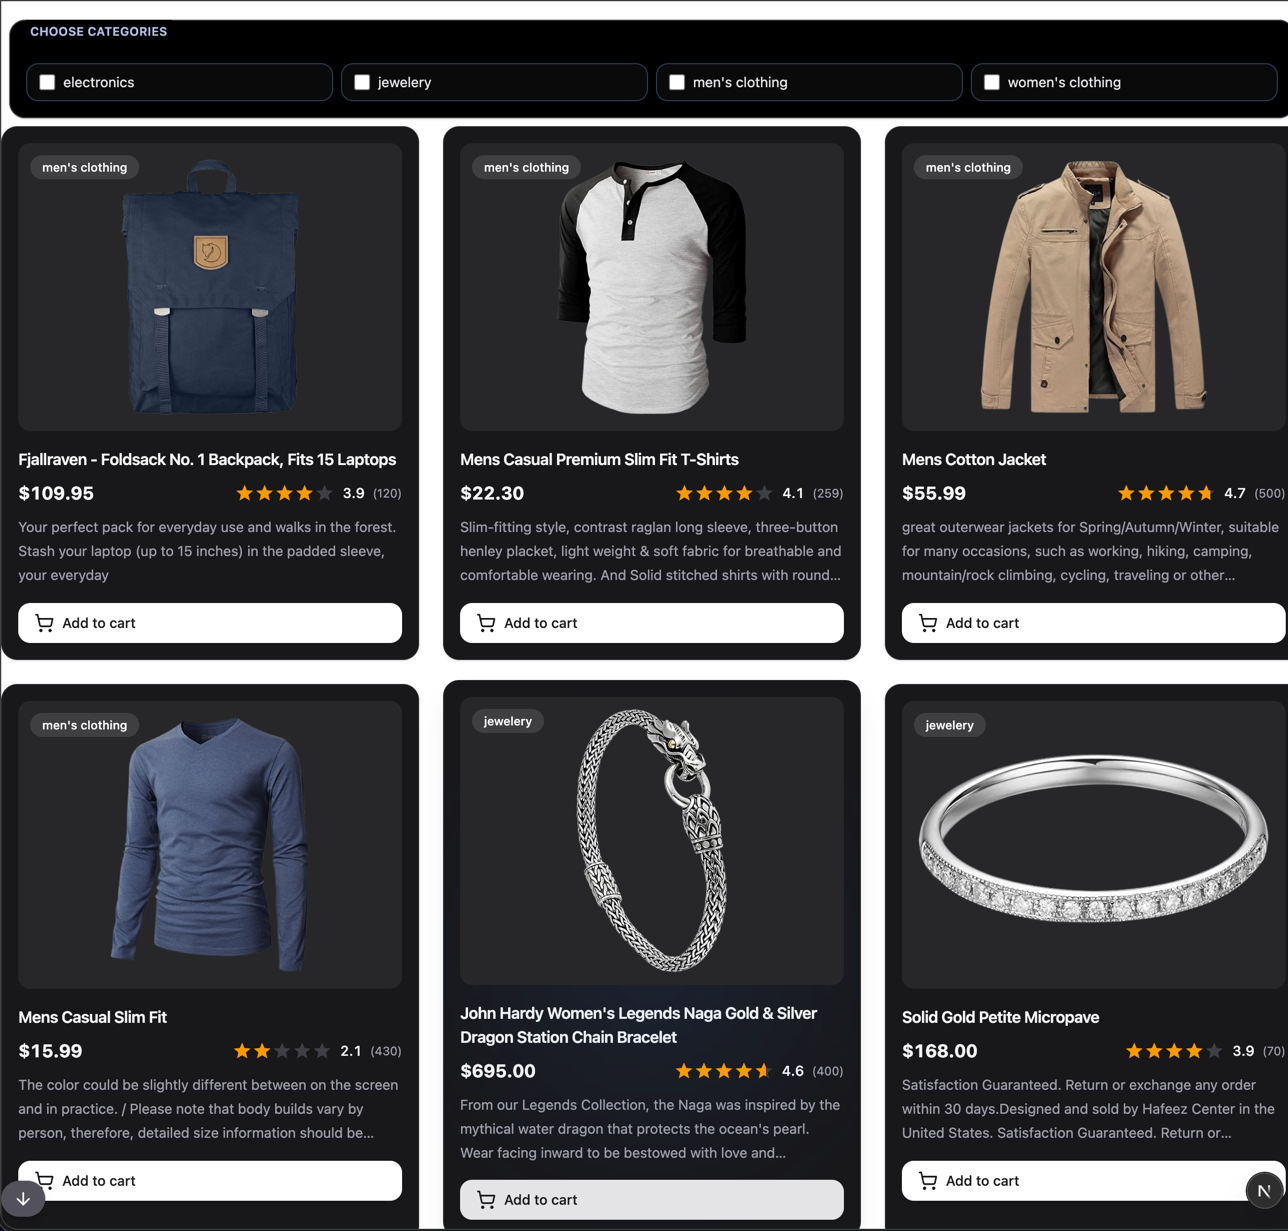 CHOOSE CATEGORIES
electronics
jewelery
men's clothing
women's clothing
men's clothing
Fjallraven - Foldsack No. 1 Backpack, Fits 15 Laptops
$109.95
3.9 (120)
Your perfect pack for everyday use and walks in the forest.
Stash your laptop (up to 15 inches) in the padded sleeve,
your everyday
Add to cart
men's clothing
Mens Casual Premium Slim Fit T-Shirts
$22.30
4.1 (259)
Slim-fitting style, contrast raglan long sleeve, three-button
henley placket, light weight & soft fabric for breathable and
comfortable wearing. And Solid stitched shirts with round...
Add to cart
men's clothing
Mens Cotton Jacket
$55.99
4.7 (500)
great outerwear jackets for Spring/Autumn/Winter, suitable
for many occasions, such as working, hiking, camping,
mountain/rock climbing, cycling, traveling or other...
Add to cart
men's clothing
Mens Casual Slim Fit
$15.99
2.1 (430)
The color could be slightly different between on the screen
and in practice. / Please note that body builds vary by
person, therefore, detailed size information should be...
Add to cart
jewelery
John Hardy Women's Legends Naga Gold & Silver
Dragon Station Chain Bracelet
$695.00
4.6 (400)
From our Legends Collection, the Naga was inspired by the
mythical water dragon that protects the ocean's pearl.
Wear facing inward to be bestowed with love and...
Add to cart
jewelery
Solid Gold Petite Micropave
$168.00
3.9 (70)
Satisfaction Guaranteed. Return or exchange any order
within 30 days.Designed and sold by Hafeez Center in the
United States. Satisfaction Guaranteed. Return or...
Add to cart
N